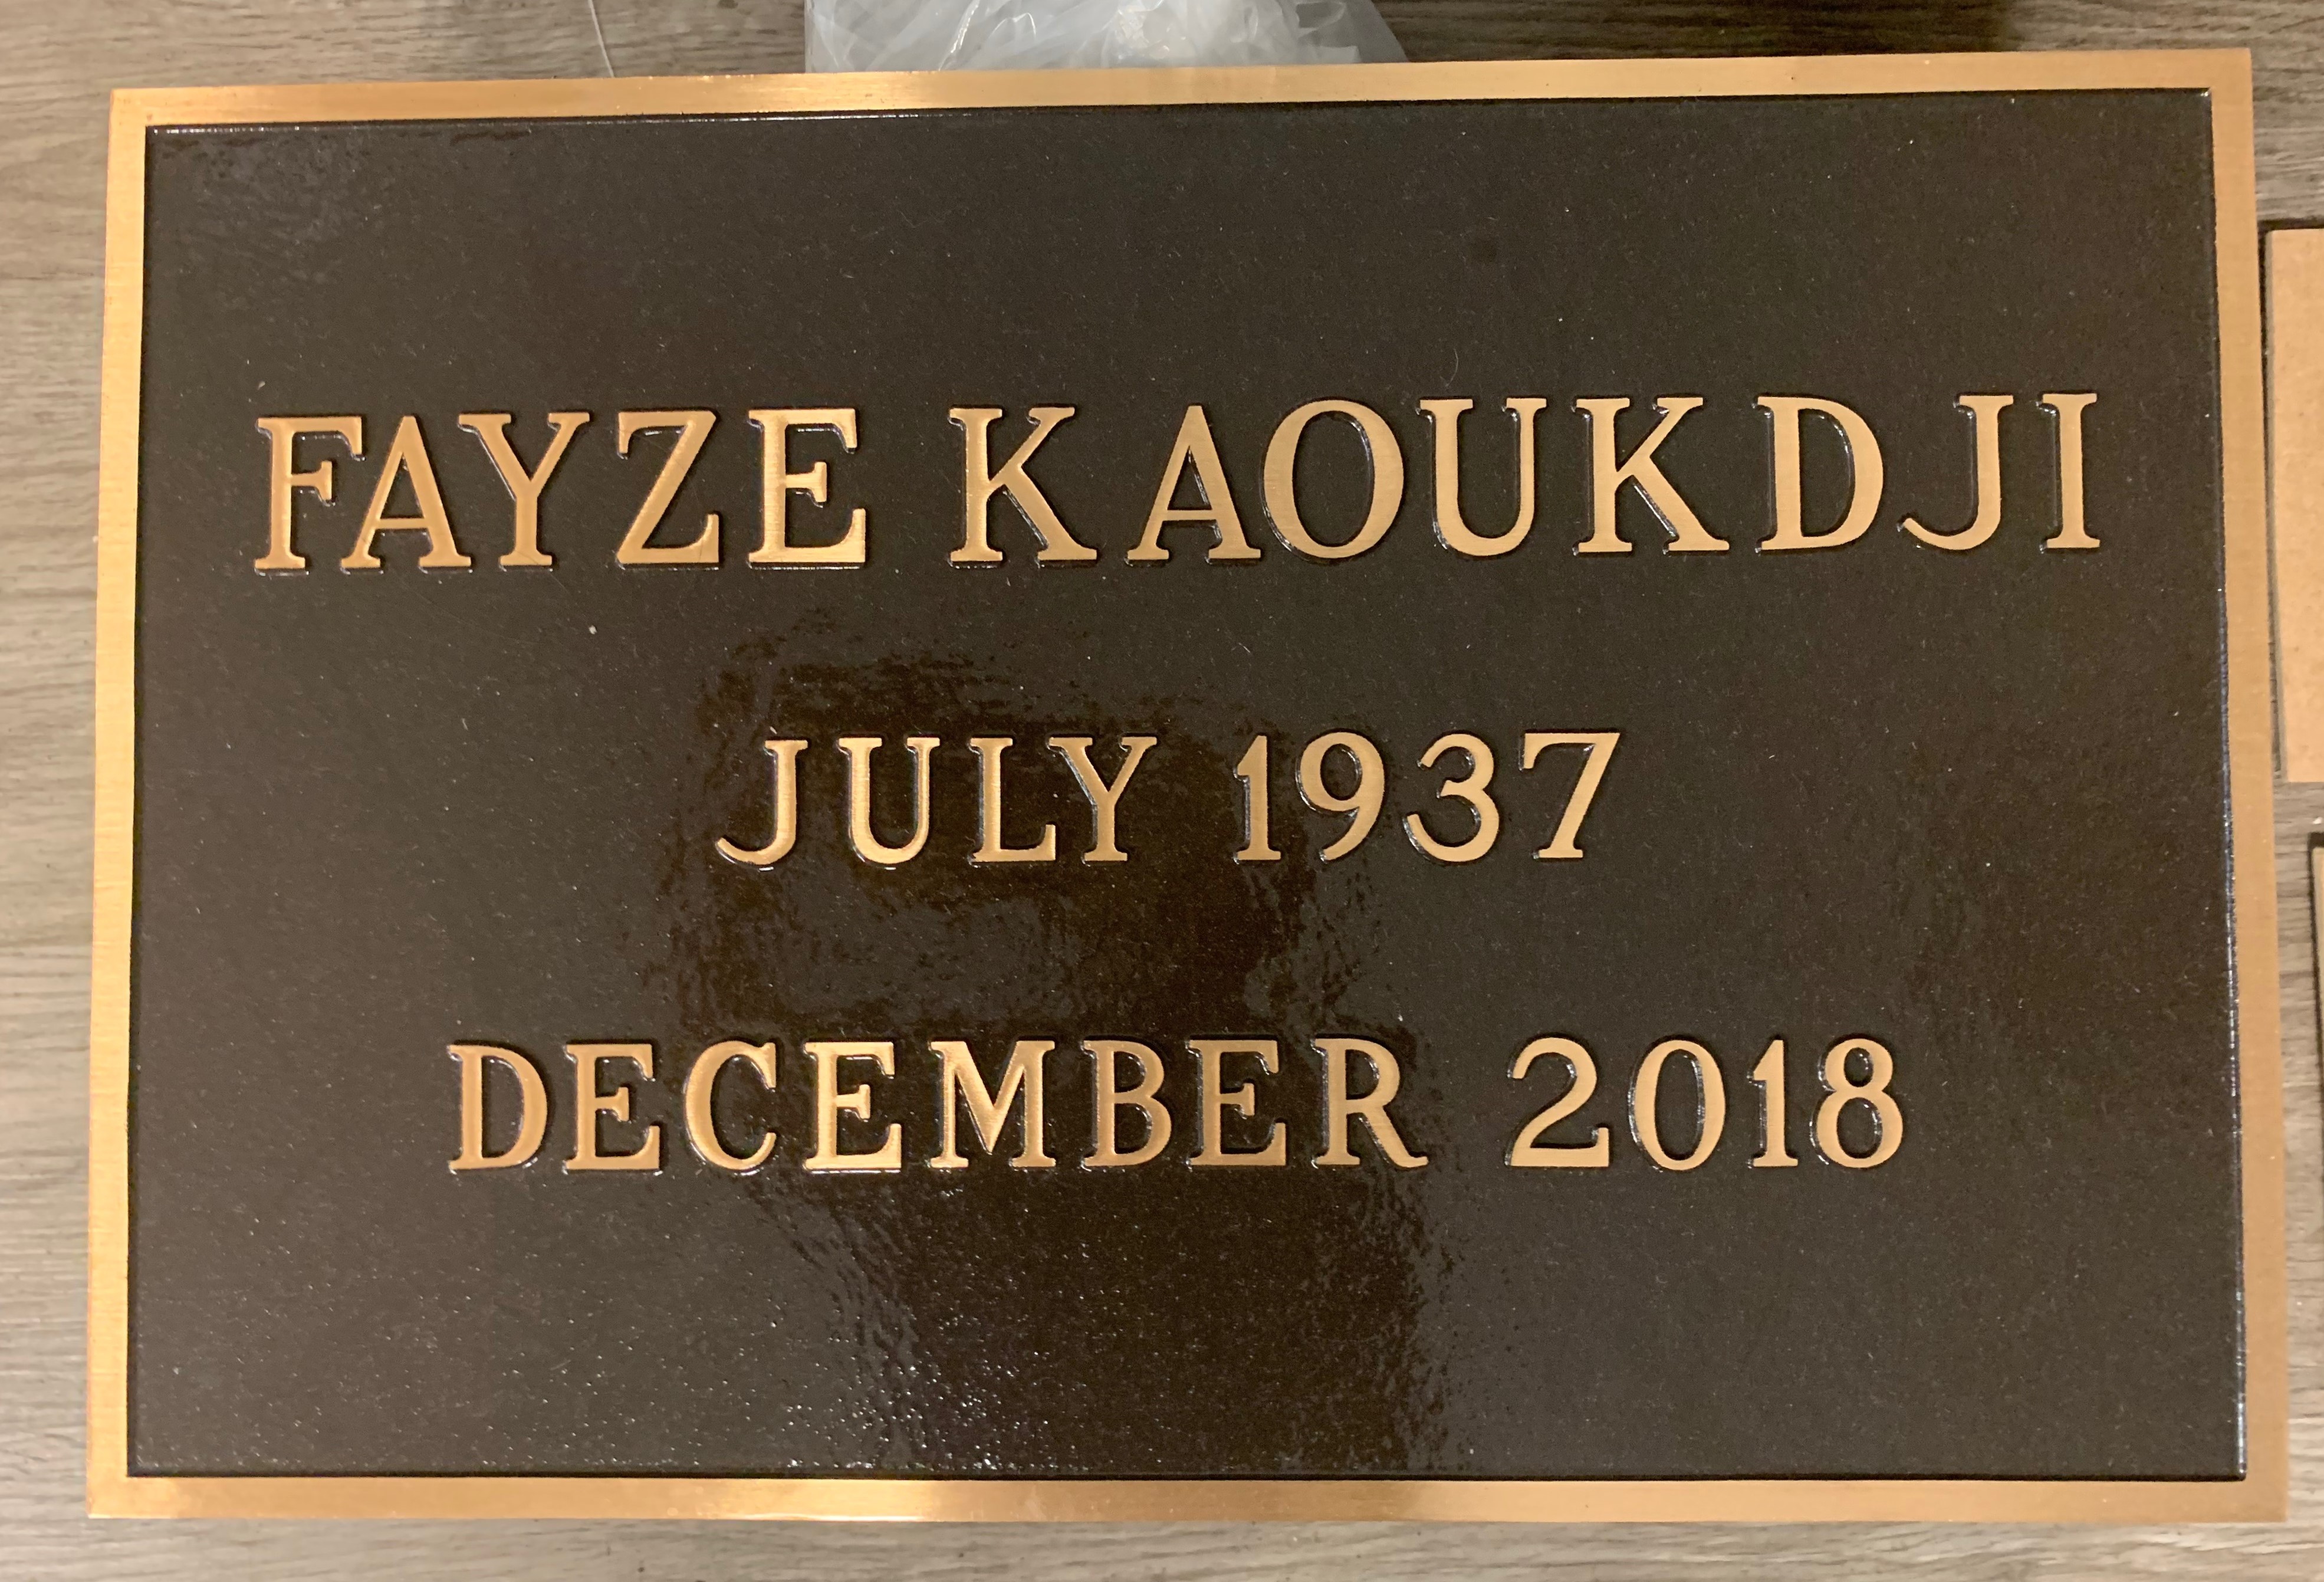 FAYZE KAOUKDJI
JULY 1937
DECEMBER 2018